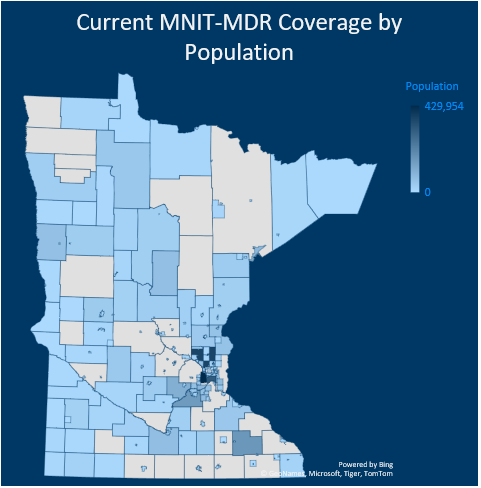 Current MNIT-MDR Coverage by
Population
Population
429,954
0
Powered by Bing
© GeoNames, Microsoft, Tiger, TomTom